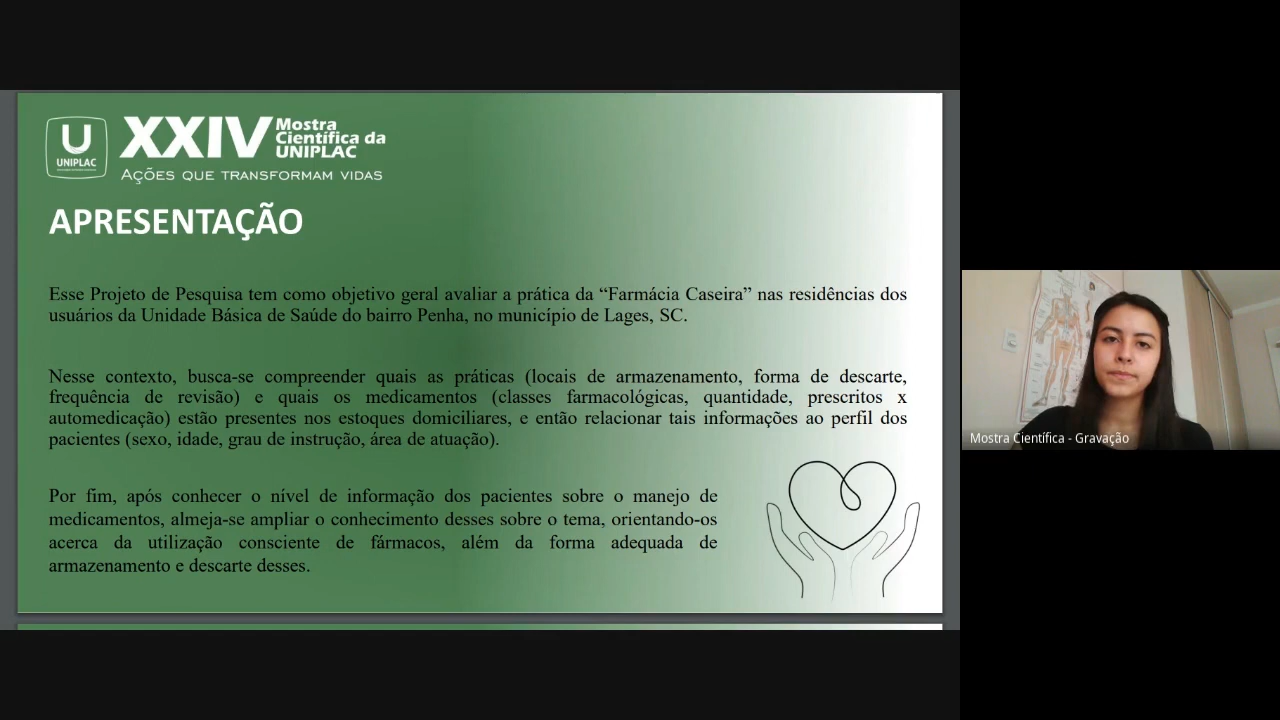 UNIPLAC
XXIV Mostra
Científica da
UNIPLAC
AÇÕES QUE TRANSFORMAM VIDAS
APRESENTAÇÃO
Esse Projeto de Pesquisa tem como objetivo geral avaliar a prática da “Farmácia Caseira” nas residências dos
usuários da Unidade Básica de Saúde do bairro Penha, no município de Lages, SC.
Nesse contexto, busca-se compreender quais as práticas (locais de armazenamento, forma de descarte,
frequência de revisão) e quais os medicamentos (classes farmacológicas, quantidade, prescritos x
automedicação) estão presentes nos estoques domiciliares, e então relacionar tais informações ao perfil dos
pacientes (sexo, idade, grau de instrução, área de atuação).
Por fim, após conhecer o nível de informação dos pacientes sobre o manejo de
medicamentos, almeja-se ampliar o conhecimento desses sobre o tema, orientando-os
acerca da utilização consciente de fármacos, além da forma adequada de
armazenamento e descarte desses.
Mostra Científica - Gravação